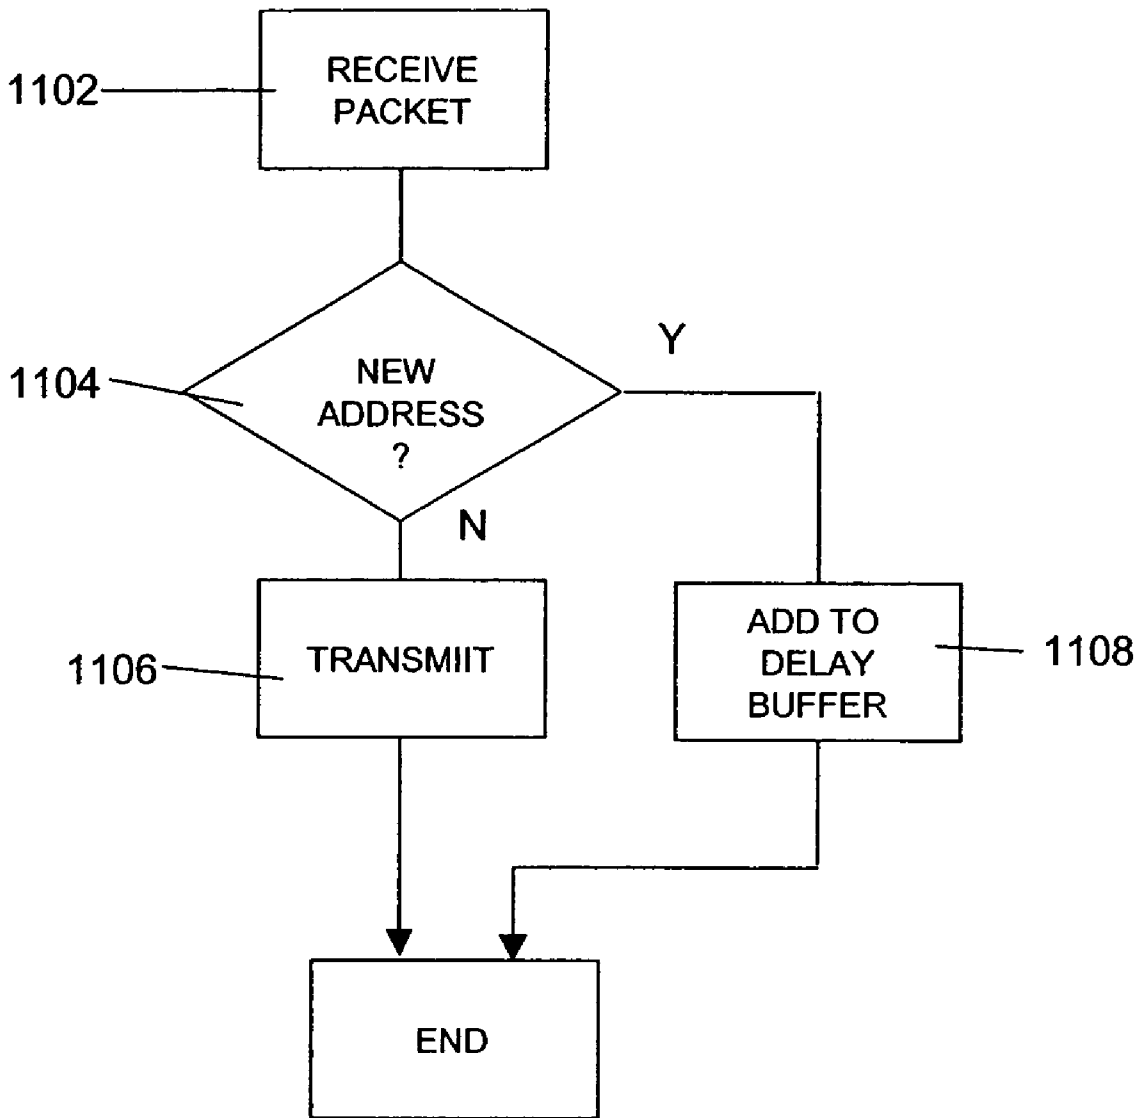 RECEIVE
PACKET
1102
Y
NEW
ADDRESS
?
1104
N
TRANSMIIT
1106
ADD TO
DELAY
BUFFER
1108
END